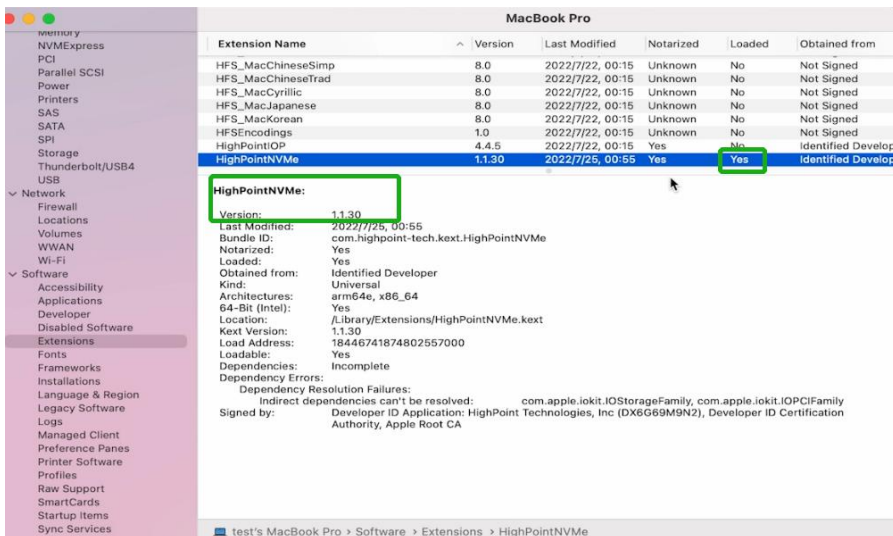 MacBook Pro
Memory
NVMExpress
PCI
Parallel SCSI
Power
Printers
SAS
SATA
SPI
Storage
Thunderbolt/USB4
USB
Network
Firewall
Locations
Volumes
WWAN
Wi-Fi
Software
Accessibility
Applications
Developer
Disabled Software
Extensions
Fonts
Frameworks
Installations
Language & Region
Legacy Software
Logs
Managed Client
Preference Panes
Printer Software
Profiles
Raw Support
SmartCards
Startup Items
Sync Services
Extension Name Version Last Modified Notarized Loaded Obtained from
HFS_MacChineseSimp 8.0 2022/7/22, 00:15 Unknown No Not Signed
HFS_MacChineseTrad 8.0 2022/7/22, 00:15 Unknown No Not Signed
HFS_MacCyrillic 8.0 2022/7/22, 00:15 Unknown No Not Signed
HFS_MacJapanese 8.0 2022/7/22, 00:15 Unknown No Not Signed
HFS_MacKorean 8.0 2022/7/22, 00:15 Unknown No Not Signed
HFSEncodings 1.0 2022/7/22, 00:15 Unknown No Not Signed
HighPointIOP 4.4.5 2022/7/22, 00:15 Yes No Identified Develop
HighPointNVMe 1.1.30 2022/7/25, 00:55 Yes Yes Identified Develop
HighPointNVMe:
Version: 1.1.30
Last Modified: 2022/7/25, 00:55
Bundle ID: com.highpoint-tech.kext.HighPointNVMe
Notarized: Yes
Loaded: Yes
Obtained from: Identified Developer
Kind: Universal
Architectures: arm64e, x86_64
64-Bit (Intel): Yes
Location: /Library/Extensions/HighPointNVMe.kext
Kext Version: 1.1.30
Load Address: 18446741874802557000
Loadable: Yes
Dependencies: Incomplete
Dependency Errors:
Dependency Resolution Failures:
Indirect dependencies can't be resolved: com.apple.iokit.IOStorageFamily, com.apple.iokit.IOPCIFamily
Signed by: Developer ID Application: HighPoint Technologies, Inc (DX6G69M9N2), Developer ID Certification
Authority, Apple Root CA
test's MacBook Pro › Software › Extensions › HighPointNVMe